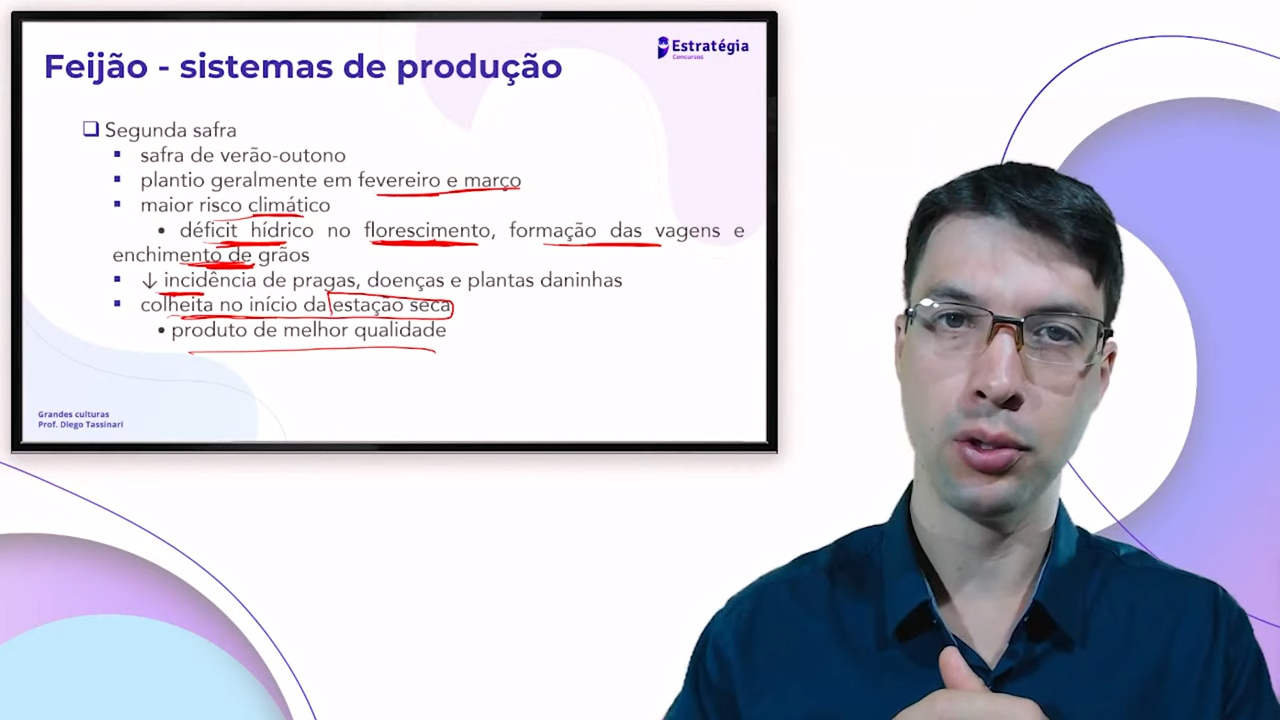 Feijão - sistemas de produção
Estratégia
Concursos
❑ Segunda safra
▪ safra de verão-outono
▪ plantio geralmente em fevereiro e março
▪ maior risco climático
• déficit hídrico no florescimento, formação das vagens e
enchimento de grãos
▪ ↓ incidência de pragas, doenças e plantas daninhas
▪ colheita no início da estação seca
• produto de melhor qualidade
Grandes culturas
Prof. Diego Tassinari